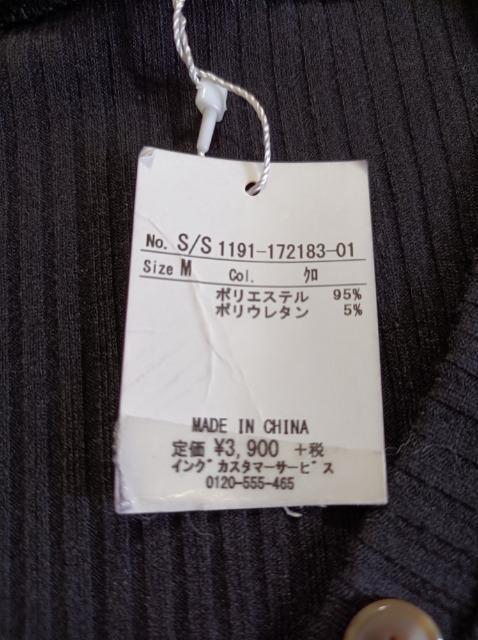 No. S/S 1191-172183-01
Size M Col. クロ
ポリエステル 95%
ポリウレタン 5%
MADE IN CHINA
定価 ¥3,900 +税
イング カスタマーサービス
0120-555-465